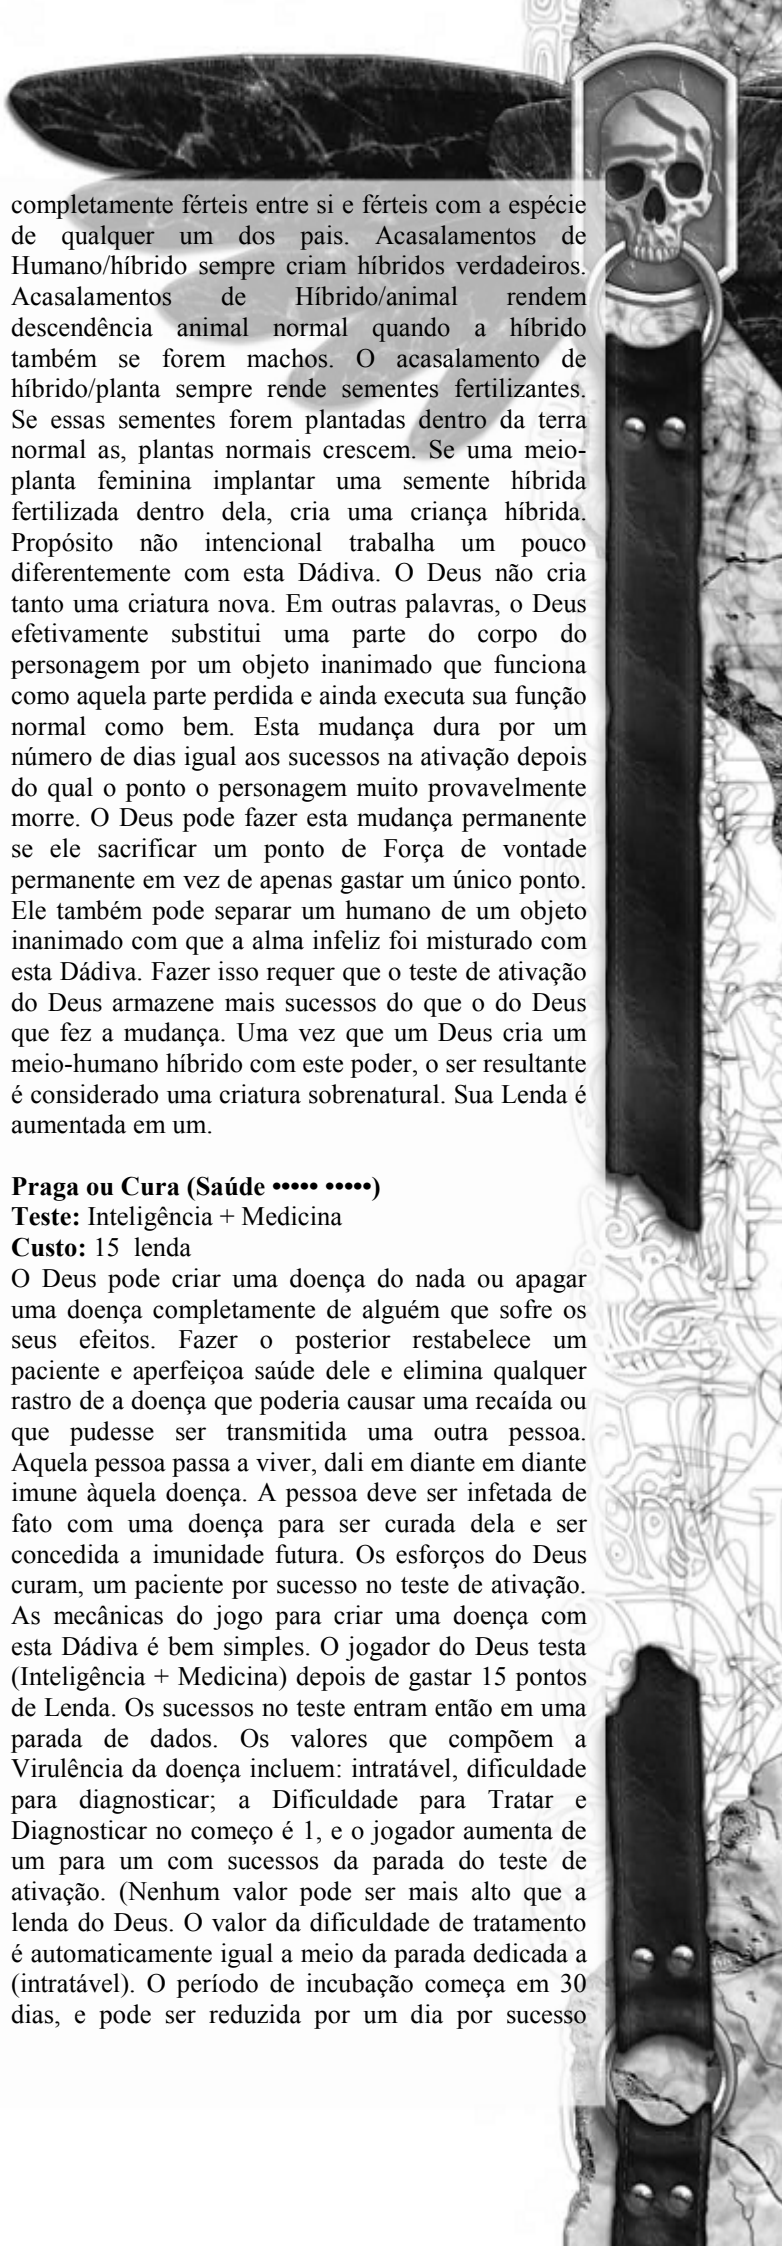 completamente férteis entre si e férteis com a espécie
de qualquer um dos pais. Acasalamentos de
Humano/híbrido sempre criam híbridos verdadeiros.
Acasalamentos de Híbrido/animal rendem
descendência animal normal quando a híbrido
também se forem machos. O acasalamento de
híbrido/planta sempre rende sementes fertilizantes.
Se essas sementes forem plantadas dentro da terra
normal as, plantas normais crescem. Se uma meio-
planta feminina implantar uma semente híbrida
fertilizada dentro dela, cria uma criança híbrida.
Propósito não intencional trabalha um pouco
diferentemente com esta Dádiva. O Deus não cria
tanto uma criatura nova. Em outras palavras, o Deus
efetivamente substitui uma parte do corpo do
personagem por um objeto inanimado que funciona
como aquela parte perdida e ainda executa sua função
normal como bem. Esta mudança dura por um
número de dias igual aos sucessos na ativação depois
do qual o ponto o personagem muito provavelmente
morre. O Deus pode fazer esta mudança permanente
se ele sacrificar um ponto de Força de vontade
permanente em vez de apenas gastar um único ponto.
Ele também pode separar um humano de um objeto
inanimado com que a alma infeliz foi misturado com
esta Dádiva. Fazer isso requer que o teste de ativação
do Deus armazene mais sucessos do que o do Deus
que fez a mudança. Uma vez que um Deus cria um
meio-humano híbrido com este poder, o ser resultante
é considerado uma criatura sobrenatural. Sua Lenda é
aumentada em um.
Praga ou Cura (Saúde ••••• •••••)
Teste: Inteligência + Medicina
Custo: 15 lenda
O Deus pode criar uma doença do nada ou apagar
uma doença completamente de alguém que sofre os
seus efeitos. Fazer o posterior restabelece um
paciente e aperfeiçoa saúde dele e elimina qualquer
rastro de a doença que poderia causar uma recaída ou
que pudesse ser transmitida uma outra pessoa.
Aquela pessoa passa a viver, dali em diante em diante
imune àquela doença. A pessoa deve ser infetada de
fato com uma doença para ser curada dela e ser
concedida a imunidade futura. Os esforços do Deus
curam, um paciente por sucesso no teste de ativação.
As mecânicas do jogo para criar uma doença com
esta Dádiva é bem simples. O jogador do Deus testa
(Inteligência + Medicina) depois de gastar 15 pontos
de Lenda. Os sucessos no teste entram então em uma
parada de dados. Os valores que compõem a
Virulência da doença incluem: intratável, dificuldade
para diagnosticar; a Dificuldade para Tratar e
Diagnosticar no começo é 1, e o jogador aumenta de
um para um com sucessos da parada do teste de
ativação. (Nenhum valor pode ser mais alto que a
lenda do Deus. O valor da dificuldade de tratamento
é automaticamente igual a meio da parada dedicada a
(intratável). O período de incubação começa em 30
dias, e pode ser reduzida por um dia por sucesso